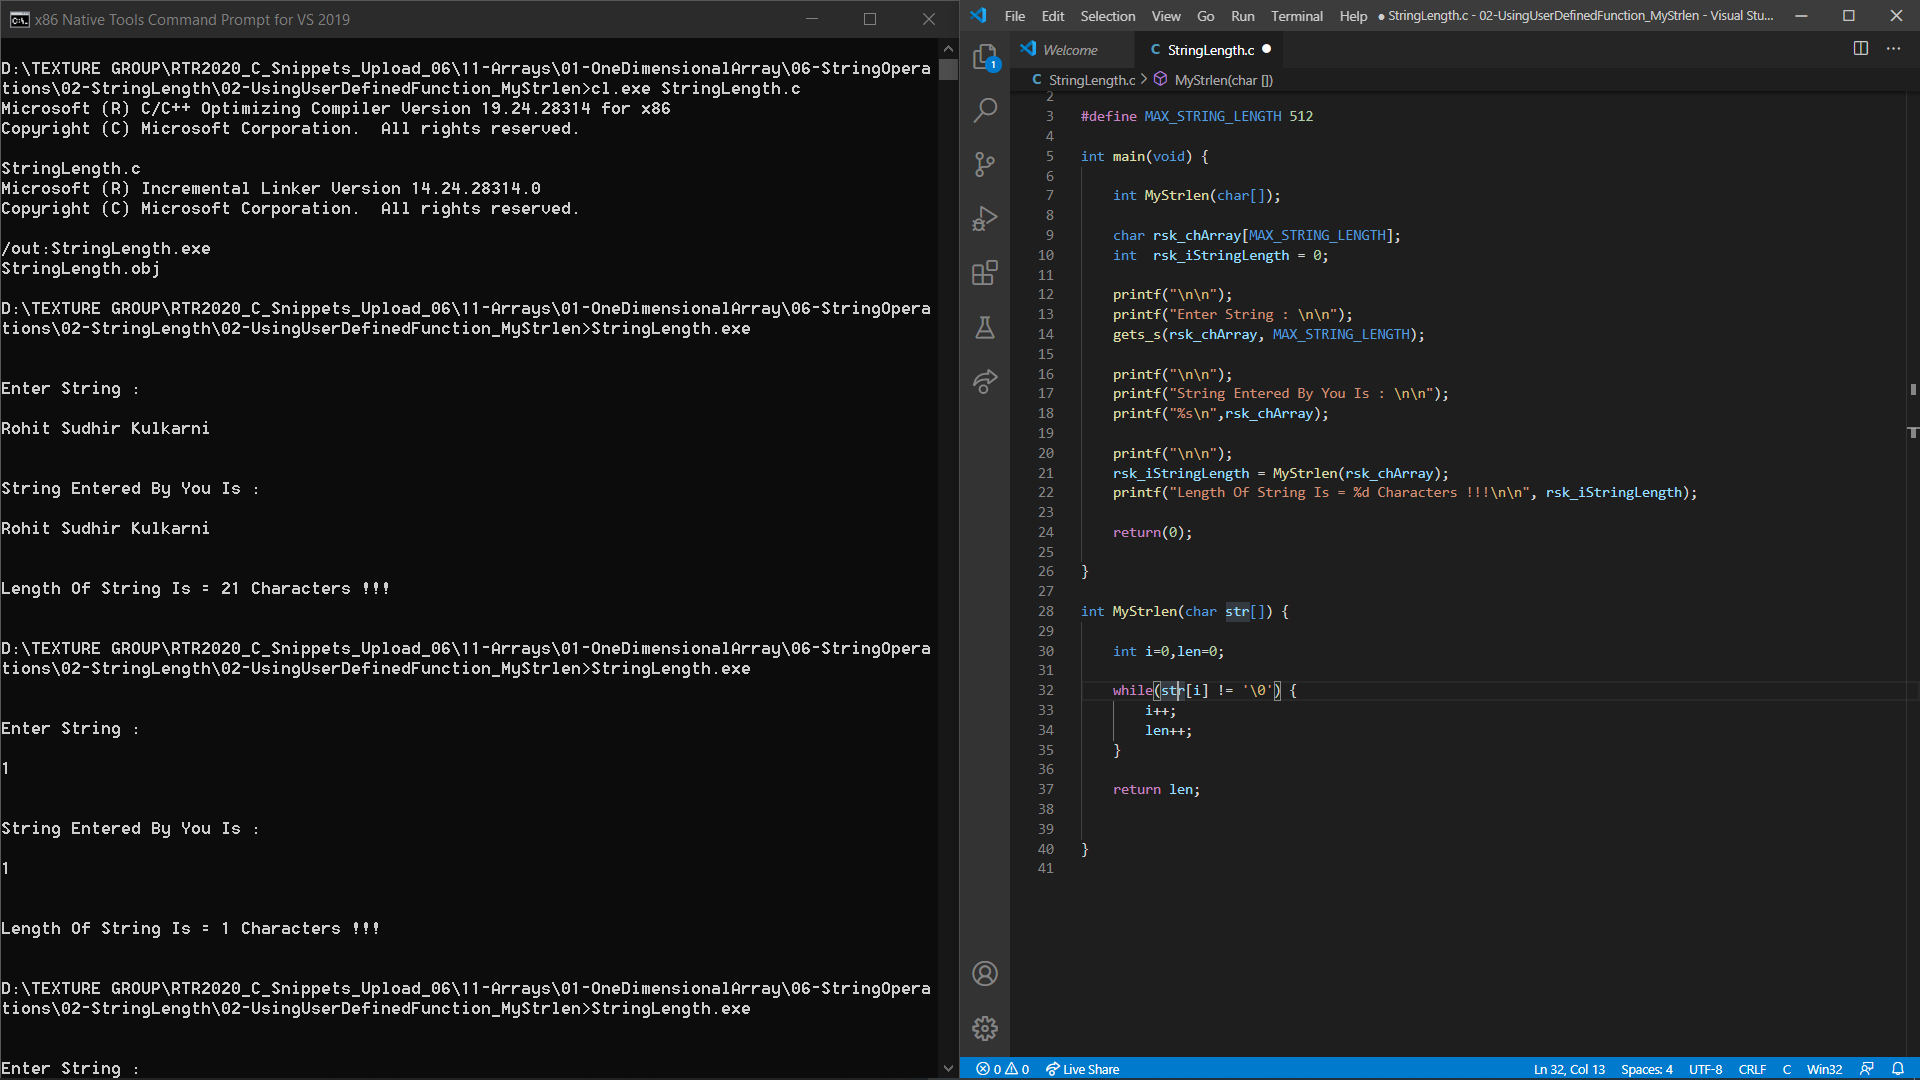 x86 Native Tools Command Prompt for VS 2019
D:\TEXTURE GROUP\RTR2020_C_Snippets_Upload_06\11-Arrays\01-OneDimensionalArray\06-StringOpera
tions\02-StringLength\02-UsingUserDefinedFunction_MyStrlen>cl.exe StringLength.c
Microsoft (R) C/C++ Optimizing Compiler Version 19.24.28314 for x86
Copyright (C) Microsoft Corporation.  All rights reserved.
StringLength.c
Microsoft (R) Incremental Linker Version 14.24.28314.0
Copyright (C) Microsoft Corporation.  All rights reserved.
/out:StringLength.exe
StringLength.obj
D:\TEXTURE GROUP\RTR2020_C_Snippets_Upload_06\11-Arrays\01-OneDimensionalArray\06-StringOpera
tions\02-StringLength\02-UsingUserDefinedFunction_MyStrlen>StringLength.exe
Enter String :
Rohit Sudhir Kulkarni
String Entered By You Is :
Rohit Sudhir Kulkarni
Length Of String Is = 21 Characters !!!
D:\TEXTURE GROUP\RTR2020_C_Snippets_Upload_06\11-Arrays\01-OneDimensionalArray\06-StringOpera
tions\02-StringLength\02-UsingUserDefinedFunction_MyStrlen>StringLength.exe
Enter String :
1
String Entered By You Is :
1
Length Of String Is = 1 Characters !!!
D:\TEXTURE GROUP\RTR2020_C_Snippets_Upload_06\11-Arrays\01-OneDimensionalArray\06-StringOpera
tions\02-StringLength\02-UsingUserDefinedFunction_MyStrlen>StringLength.exe
Enter String :
File Edit Selection View Go Run Terminal Help ● StringLength.c - 02-UsingUserDefinedFunction_MyStrlen - Visual Stu...
Welcome C StringLength.c ●
C StringLength.c > MyStrlen(char [])
1
2
3 #define MAX_STRING_LENGTH 512
4
5 int main(void) {
6
7 int MyStrlen(char[]);
8
9 char rsk_chArray[MAX_STRING_LENGTH];
10 int  rsk_iStringLength = 0;
11
12 printf("\n\n");
13 printf("Enter String : \n\n");
14 gets_s(rsk_chArray, MAX_STRING_LENGTH);
15
16 printf("\n\n");
17 printf("String Entered By You Is : \n\n");
18 printf("%s\n",rsk_chArray);
19
20 printf("\n\n");
21 rsk_iStringLength = MyStrlen(rsk_chArray);
22 printf("Length Of String Is = %d Characters !!!\n\n", rsk_iStringLength);
23
24 return(0);
25
26 }
27
28 int MyStrlen(char str[]) {
29
30 int i=0,len=0;
31
32 while(str[i] != '\0') {
33 i++;
34 len++;
35 }
36
37 return len;
38
39
40 }
41
0 0 Live Share Ln 32, Col 13 Spaces: 4 UTF-8 CRLF C Win32